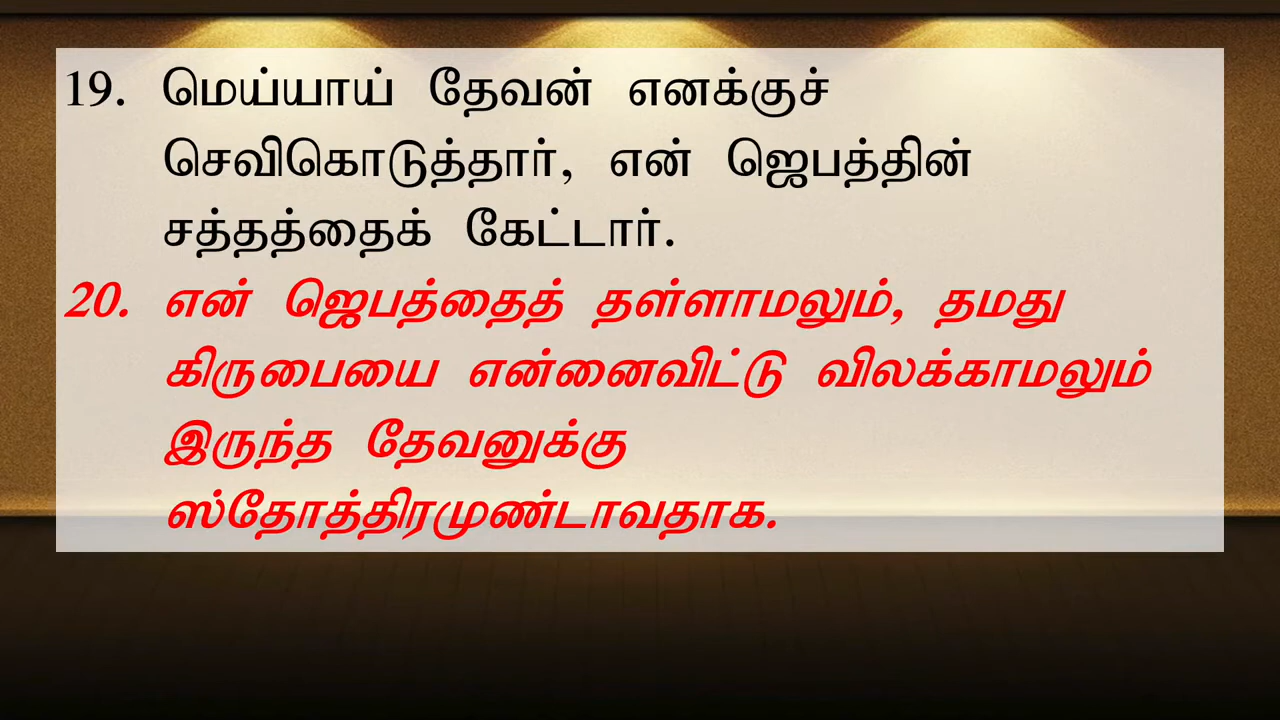 19. மெய்யாய் தேவன் எனக்குச்
செவிகொடுத்தார், என் ஜெபத்தின்
சத்தத்தைக் கேட்டார்.
20. என் ஜெபத்தைத் தள்ளாமலும், தமது
கிருபையை என்னைவிட்டு விலக்காமலும்
இருந்த தேவனுக்கு
ஸ்தோத்திரமுண்டாவதாக.